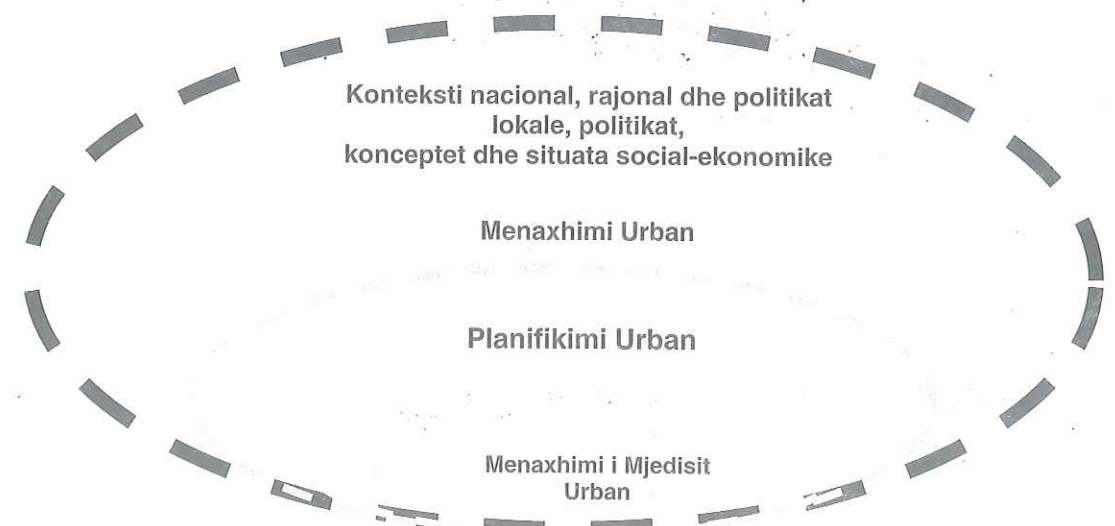 Konteksti nacional, rajonal dhe politikat
lokale, politikat,
konceptet dhe situata social-ekonomike
Menaxhimi Urban
Planifikimi Urban
Menaxhimi i Mjedisit
Urban